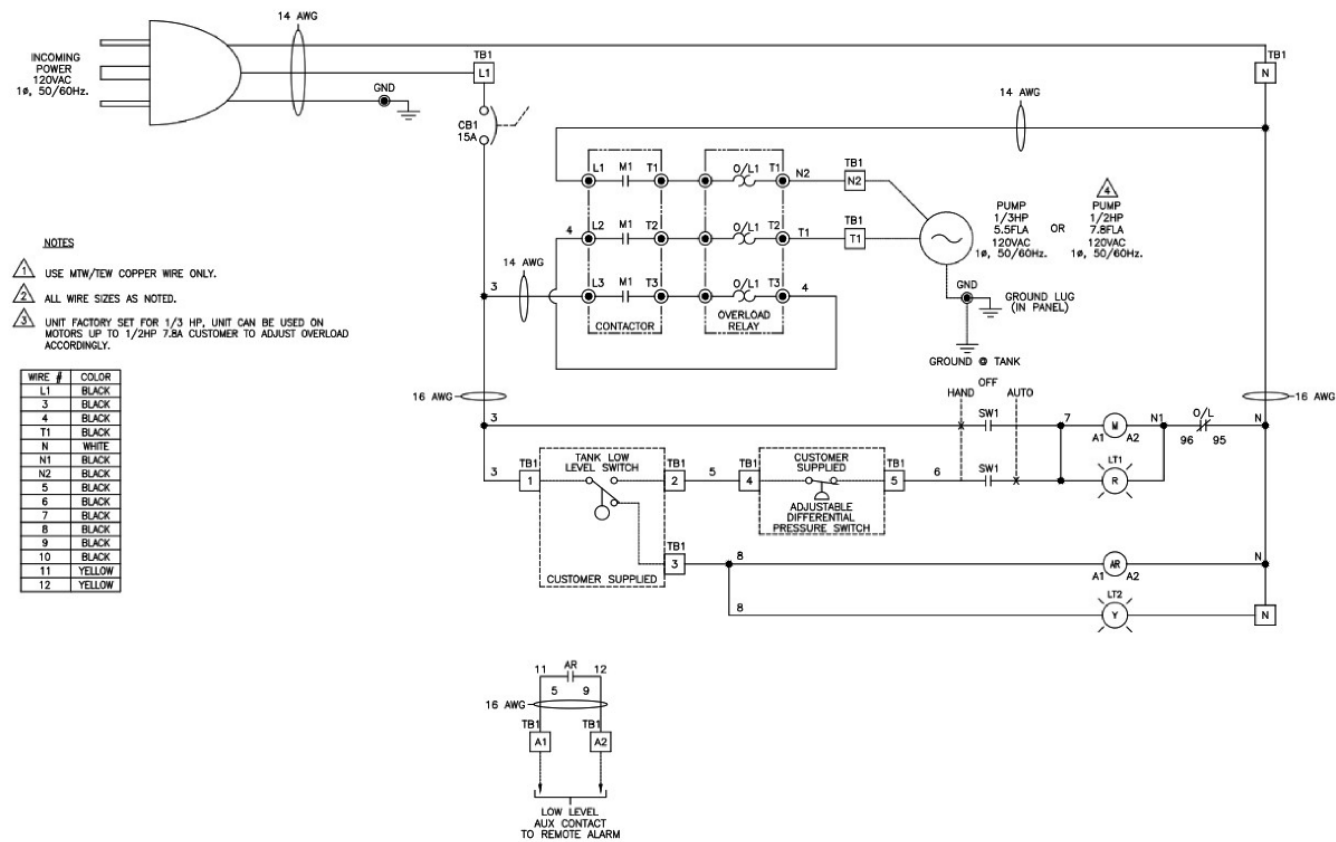 14 AWG
INCOMING
POWER
120VAC
1ø, 50/60Hz.
GND
TB1
L1
TB1
N
CB1
15A
14 AWG
L1 M1 T1
O/L1 T1
N2
TB1
N2
4
L2 M1 T2
O/L1 T2
T1
TB1
T1
PUMP
1/3HP
5.5FLA
120VAC
1ø, 50/60Hz.
OR
4
PUMP
1/2HP
7.8FLA
120VAC
1ø, 50/60Hz.
14 AWG
3
L3 M1 T3
O/L1 T3
4
CONTACTOR
OVERLOAD
RELAY
GND
GROUND LUG
(IN PANEL)
GROUND @ TANK
NOTES
1 USE MTW/TEW COPPER WIRE ONLY.
2 ALL WIRE SIZES AS NOTED.
3 UNIT FACTORY SET FOR 1/3 HP, UNIT CAN BE USED ON
MOTORS UP TO 1/2HP 7.8A CUSTOMER TO ADJUST OVERLOAD
ACCORDINGLY.
WIRE # COLOR
L1 BLACK
3 BLACK
4 BLACK
T1 BLACK
N WHITE
N1 BLACK
N2 BLACK
5 BLACK
6 BLACK
7 BLACK
8 BLACK
9 BLACK
10 BLACK
11 YELLOW
12 YELLOW
16 AWG
16 AWG
OFF
HAND AUTO
3
SW1
7
M
A1 A2
N1
O/L
96 95
N
3
TB1
1
TANK LOW
LEVEL SWITCH
TB1
2
5
TB1
4
CUSTOMER
SUPPLIED
ADJUSTABLE
DIFFERENTIAL
PRESSURE SWITCH
TB1
5
6
SW1
LT1
R
TB1
3
CUSTOMER SUPPLIED
8
AR
A1 A2
N
8
LT2
Y
N
11 AR 12
5 9
16 AWG
TB1
A1
TB1
A2
LOW LEVEL
AUX CONTACT
TO REMOTE ALARM